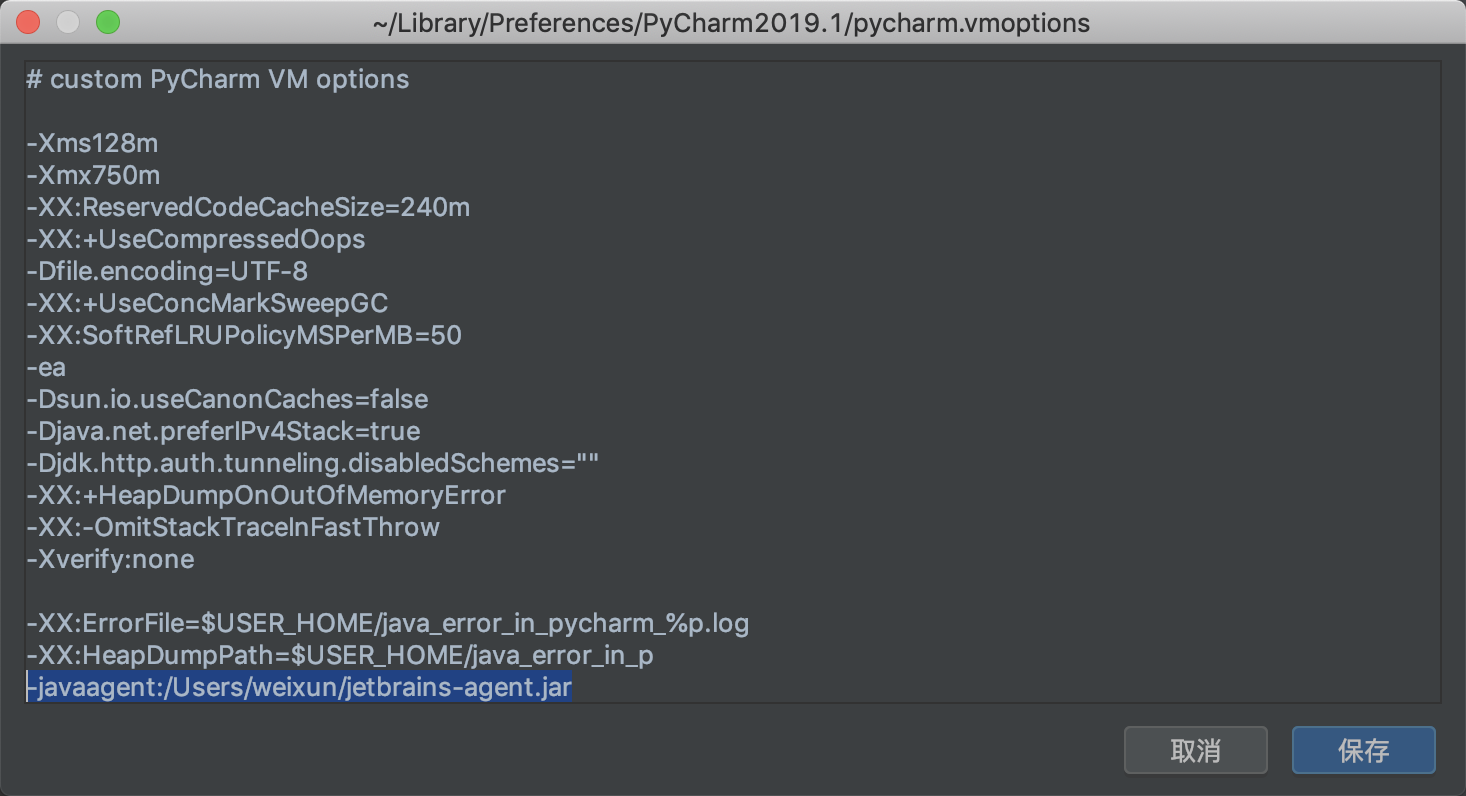 ~/Library/Preferences/PyCharm2019.1/pycharm.vmoptions
# custom PyCharm VM options
-Xms128m
-Xmx750m
-XX:ReservedCodeCacheSize=240m
-XX:+UseCompressedOops
-Dfile.encoding=UTF-8
-XX:+UseConcMarkSweepGC
-XX:SoftRefLRUPolicyMSPerMB=50
-ea
-Dsun.io.useCanonCaches=false
-Djava.net.preferIPv4Stack=true
-Djdk.http.auth.tunneling.disabledSchemes=""
-XX:+HeapDumpOnOutOfMemoryError
-XX:-OmitStackTraceInFastThrow
-Xverify:none
-XX:ErrorFile=$USER_HOME/java_error_in_pycharm_%p.log
-XX:HeapDumpPath=$USER_HOME/java_error_in_p
-javaagent:/Users/weixun/jetbrains-agent.jar
取消
保存